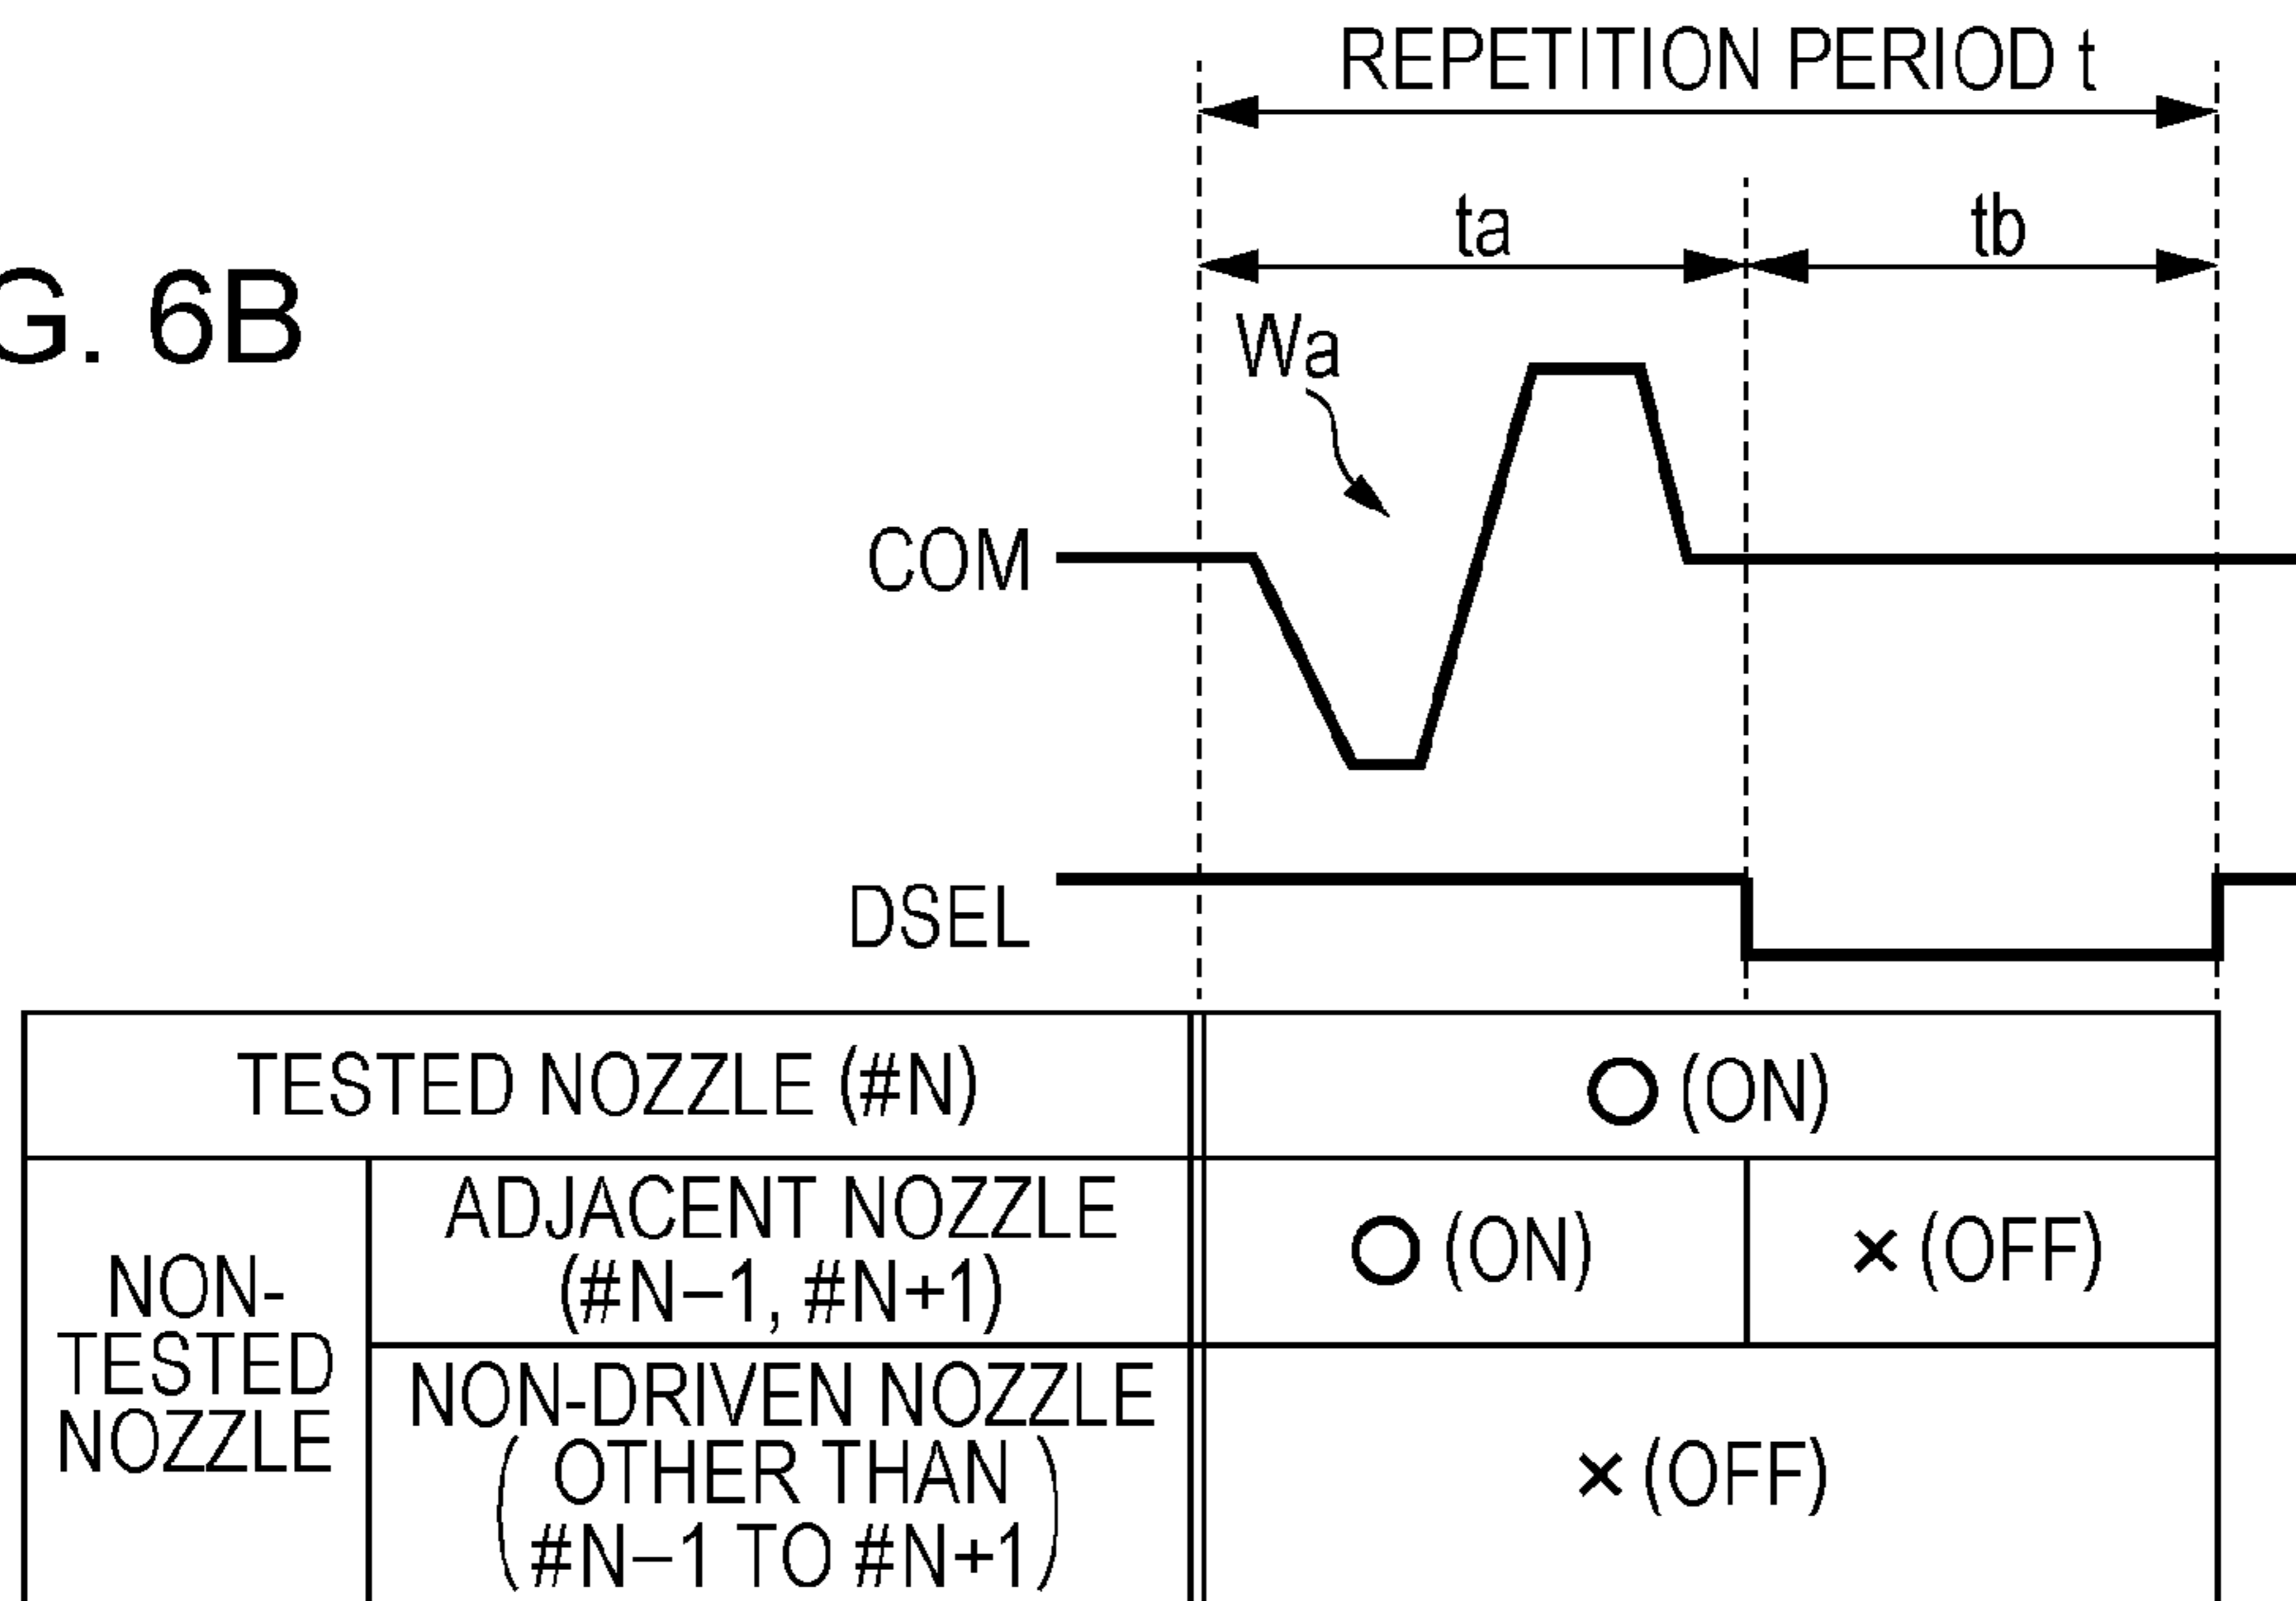 REPETITION PERIOD t
ta
tb
G. 6B
Wa
COM
DSEL
TESTED NOZZLE (#N)
○ (ON)
NON-
TESTED
NOZZLE
ADJACENT NOZZLE
(#N–1, #N+1)
○ (ON)
× (OFF)
NON-DRIVEN NOZZLE
( OTHER THAN
#N–1 TO #N+1 )
× (OFF)